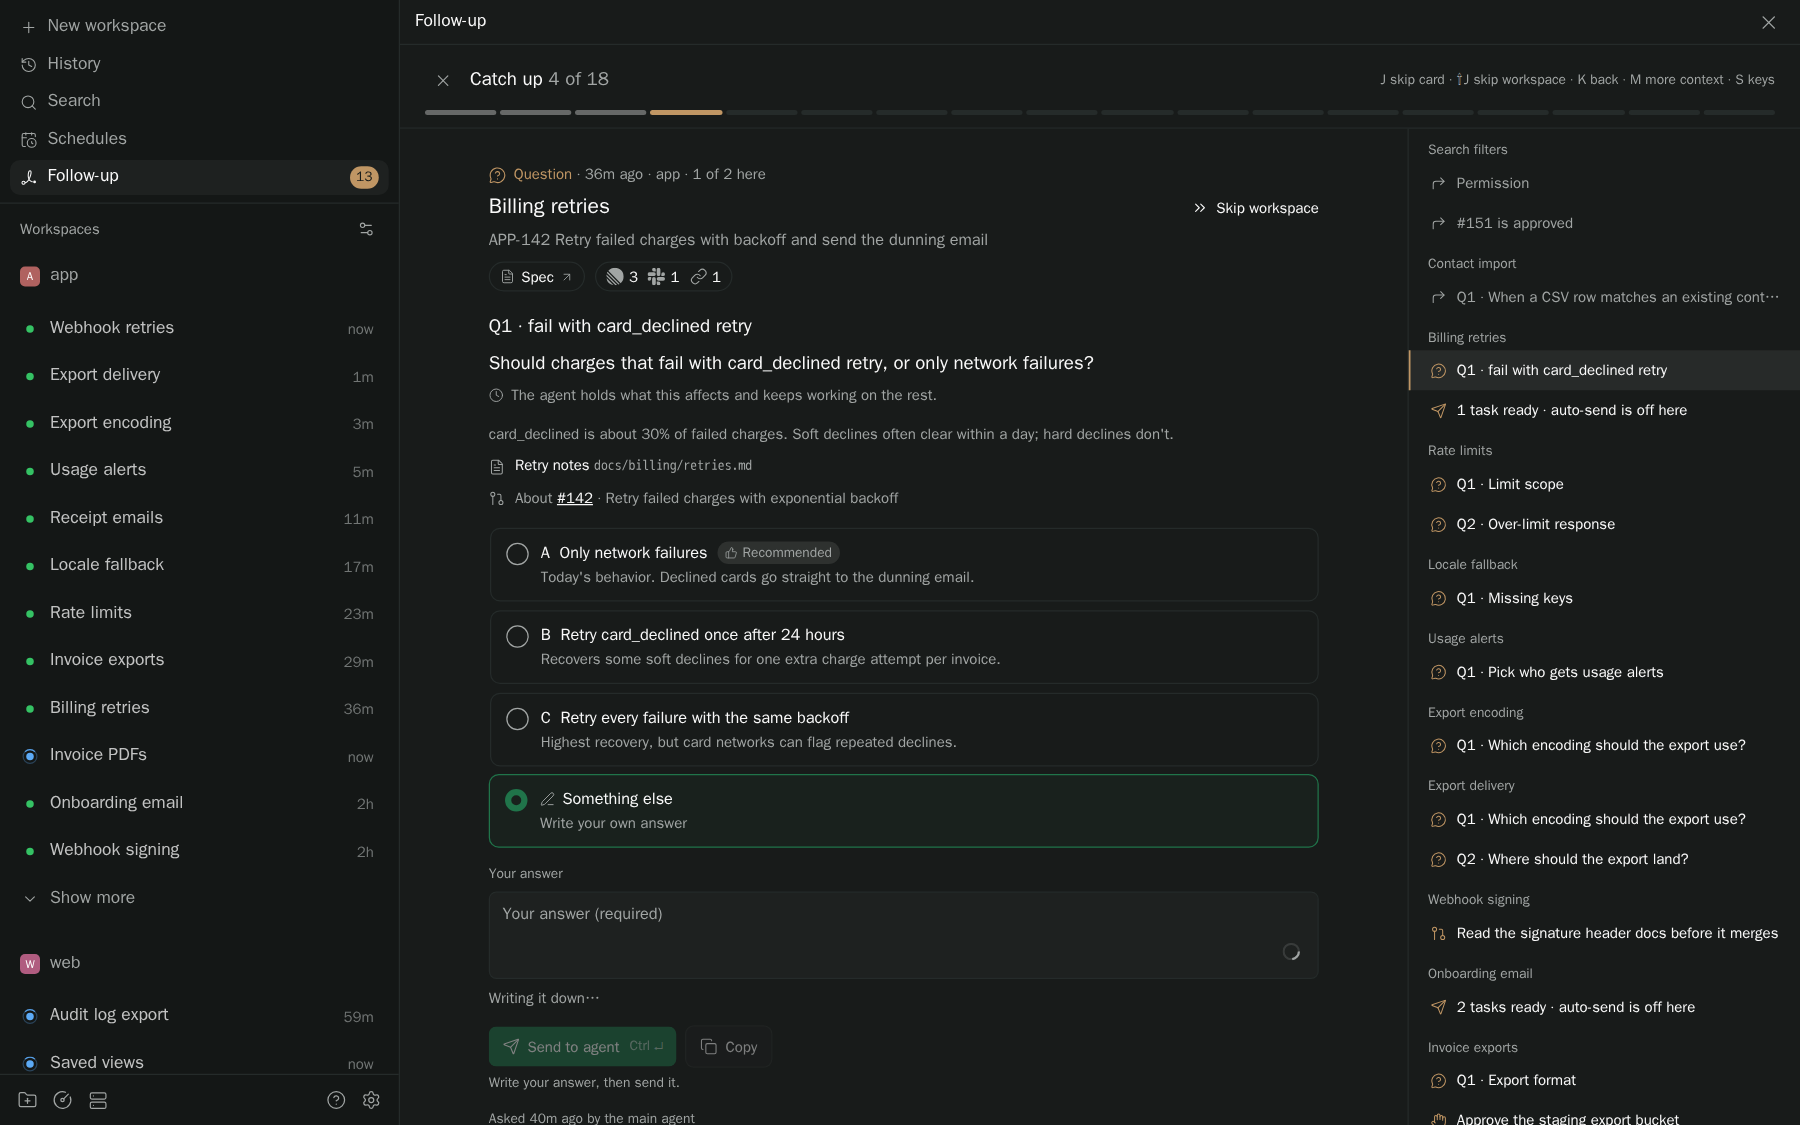 New workspace
History
Search
Schedules
Follow-up 13
Workspaces
A app
Webhook retries now
Export delivery 1m
Export encoding 3m
Usage alerts 5m
Receipt emails 11m
Locale fallback 17m
Rate limits 23m
Invoice exports 29m
Billing retries 36m
Invoice PDFs now
Onboarding email 2h
Webhook signing 2h
Show more
W web
Audit log export 59m
Saved views now
Follow-up
Catch up 4 of 18
J skip card · ⇧J skip workspace · K back · M more context · S keys
Question · 36m ago · app · 1 of 2 here
Billing retries
Skip workspace
APP-142 Retry failed charges with backoff and send the dunning email
Spec ↗ 3 1 1
Q1 · fail with card_declined retry
Should charges that fail with card_declined retry, or only network failures?
The agent holds what this affects and keeps working on the rest.
card_declined is about 30% of failed charges. Soft declines often clear within a day; hard declines don't.
Retry notes docs/billing/retries.md
About #142 · Retry failed charges with exponential backoff
A Only network failures Recommended
Today's behavior. Declined cards go straight to the dunning email.
B Retry card_declined once after 24 hours
Recovers some soft declines for one extra charge attempt per invoice.
C Retry every failure with the same backoff
Highest recovery, but card networks can flag repeated declines.
Something else
Write your own answer
Your answer
Your answer (required)
Writing it down…
Send to agent Ctrl ↵
Copy
Write your answer, then send it.
Asked 40m ago by the main agent
Search filters
Permission
#151 is approved
Contact import
Q1 · When a CSV row matches an existing cont…
Billing retries
Q1 · fail with card_declined retry
1 task ready · auto-send is off here
Rate limits
Q1 · Limit scope
Q2 · Over-limit response
Locale fallback
Q1 · Missing keys
Usage alerts
Q1 · Pick who gets usage alerts
Export encoding
Q1 · Which encoding should the export use?
Export delivery
Q1 · Which encoding should the export use?
Q2 · Where should the export land?
Webhook signing
Read the signature header docs before it merges
Onboarding email
2 tasks ready · auto-send is off here
Invoice exports
Q1 · Export format
Approve the staging export bucket